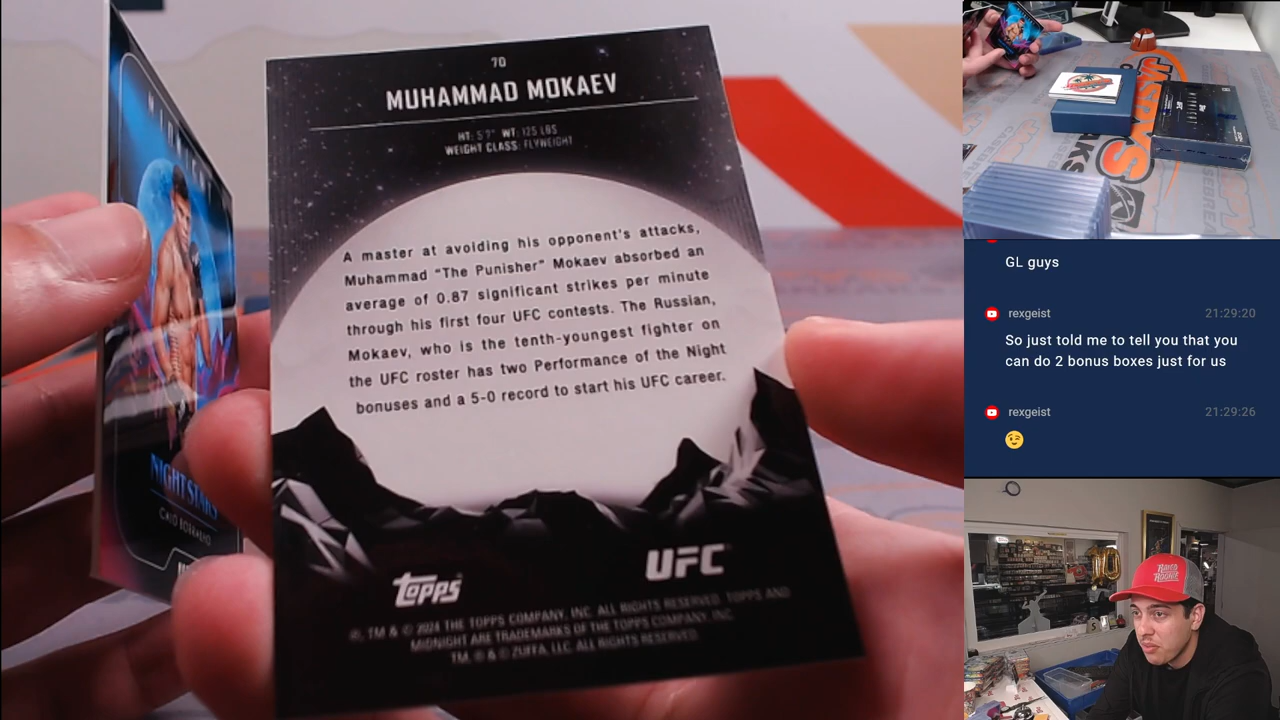 70
MUHAMMAD MOKAEV
HT: 5'7" WT: 125 LBS
WEIGHT CLASS: FLYWEIGHT
A master at avoiding his opponent's attacks,
Muhammad "The Punisher" Mokaev absorbed an
average of 0.87 significant strikes per minute
through his first four UFC contests. The Russian,
Mokaev, who is the tenth-youngest fighter on
the UFC roster has two Performance of the Night
bonuses and a 5-0 record to start his UFC career.
topps
UFC
®, TM & © 2024 THE TOPPS COMPANY, INC. ALL RIGHTS RESERVED. TOPPS AND
MIDNIGHT ARE TRADEMARKS OF THE TOPPS COMPANY, INC.
TM, ® & © ZUFFA, LLC. ALL RIGHTS RESERVED.
NIGHT STALK
CAIO BORRALHO
GL guys
rexgeist 21:29:20
So just told me to tell you that you
can do 2 bonus boxes just for us
rexgeist 21:29:26
😉
JASPY'S